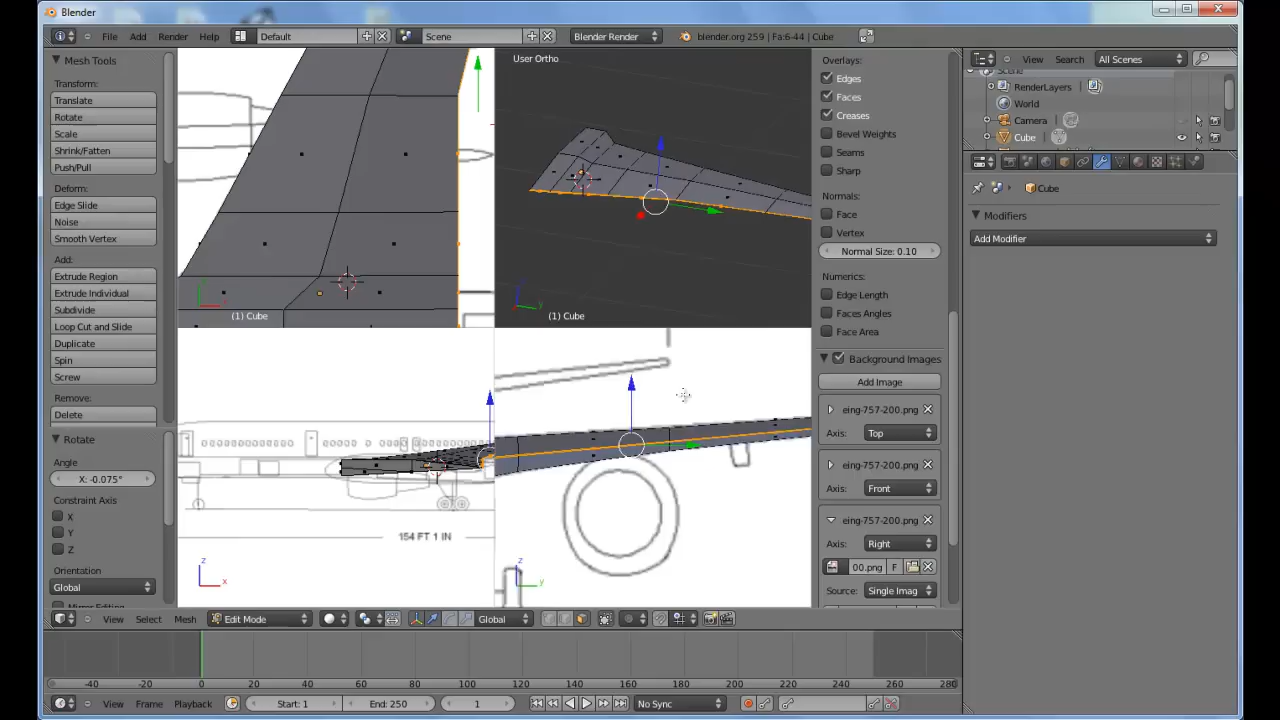 Blender
File Add Render Help Default Scene Blender Render blender.org 259 | Fa:6-44 | Cube
Mesh Tools
Transform:
Translate
Rotate
Scale
Shrink/Fatten
Push/Pull
Deform:
Edge Slide
Noise
Smooth Vertex
Add:
Extrude Region
Extrude Individual
Subdivide
Loop Cut and Slide
Duplicate
Spin
Screw
Remove:
Delete
Rotate
Angle
X: -0.075°
Constraint Axis
X
Y
Z
Orientation
Global
(1) Cube
User Ortho
(1) Cube
154 FT 1 IN
z
x
z
y
Overlays:
Edges
Faces
Creases
Bevel Weights
Seams
Sharp
Normals:
Face
Vertex
Normal Size: 0.10
Numerics:
Edge Length
Faces Angles
Face Area
Background Images
Add Image
eing-757-200.png
Axis: Top
eing-757-200.png
Axis: Front
eing-757-200.png
Axis: Right
00.png F
Source: Single Imag
View Search All Scenes
Scene
RenderLayers
World
Camera
Cube
Cube
Modifiers
Add Modifier
View Select Mesh Edit Mode Global
-40 -20 0 20 40 60 80 100 120 140 160 180 200 220 240 260 280
View Frame Playback Start: 1 End: 250 1 No Sync